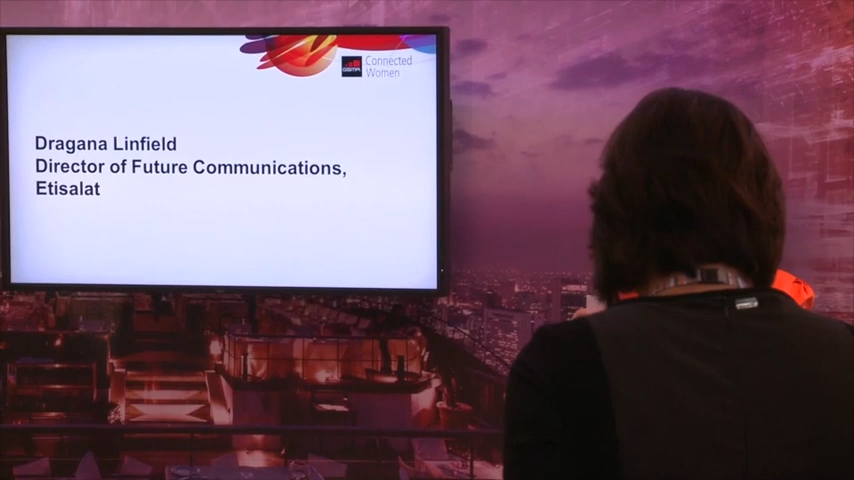 GSMA
Connected
Women
Dragana Linfield
Director of Future Communications,
Etisalat